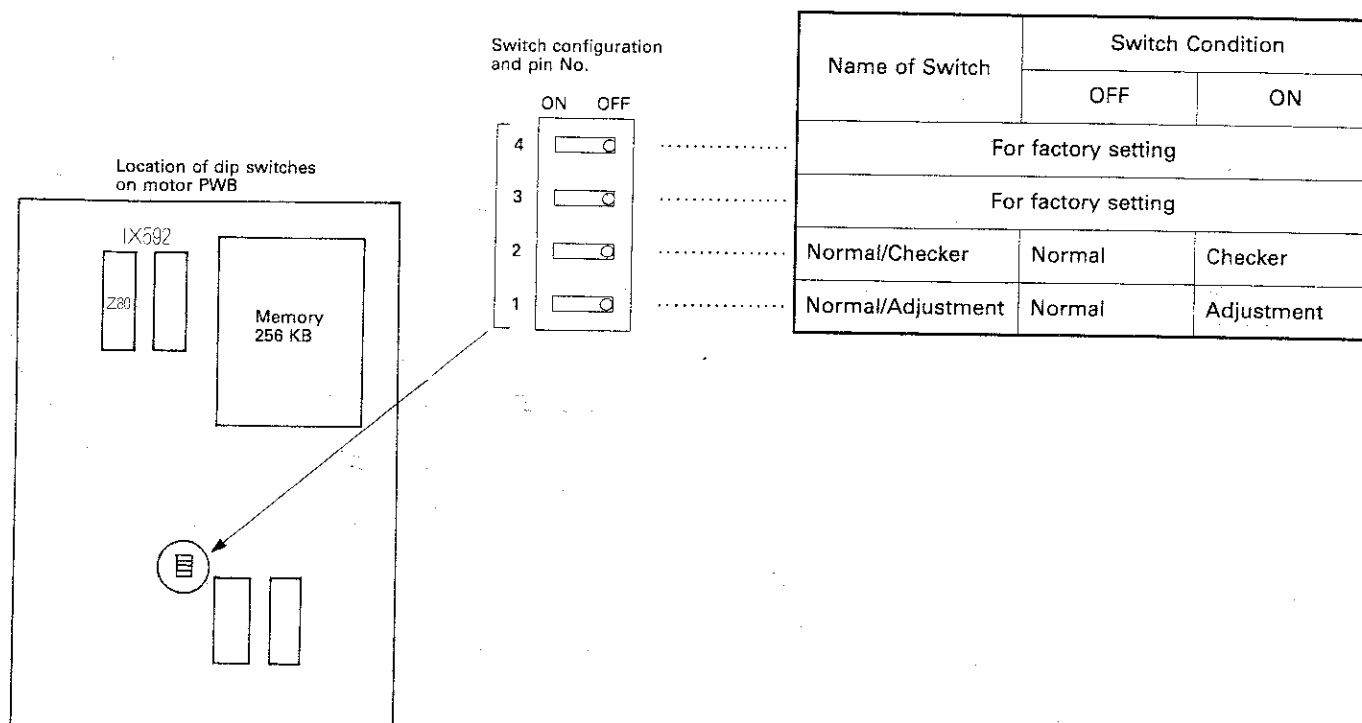 Switch configuration
and pin No.
ON OFF
4
3
2
1
Location of dip switches
on motor PWB
IX592
Z80
Memory
256 KB
Name of Switch
Switch Condition
OFF ON
For factory setting
For factory setting
Normal/Checker Normal Checker
Normal/Adjustment Normal Adjustment